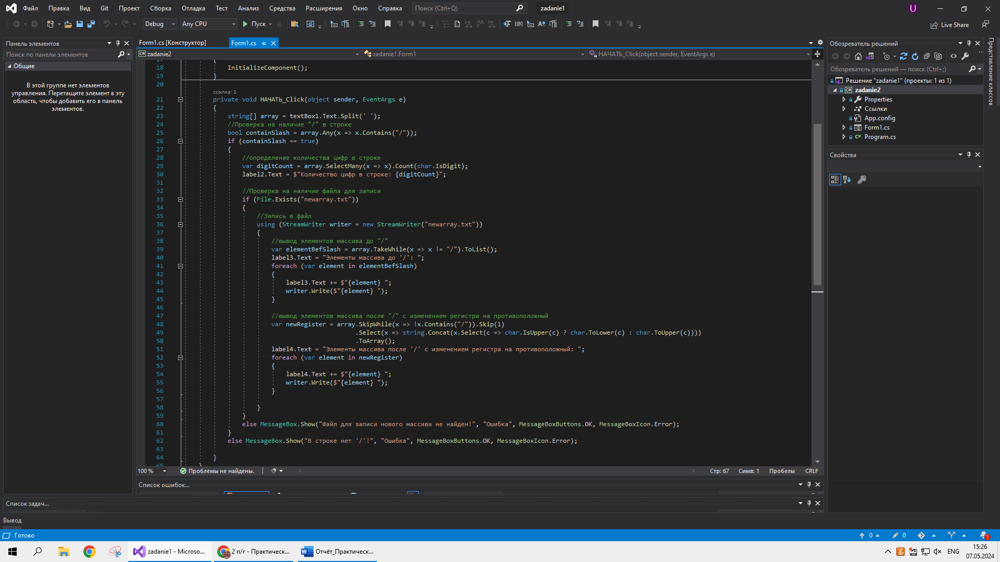 Файл Правка Вид Git Проект Сборка Отладка Тест Анализ Средства Расширения Окно Справка Поиск (Ctrl+Q) zadanie1 U
Debug Any CPU Пуск Live Share
Панель элементов
Поиск по панели элементов
Общие
В этой группе нет элементов
управления. Перетащите элемент в эту
область, чтобы добавить его в панель
элементов.
Form1.cs [Конструктор] Form1.cs
zadanie2 zadanie1.Form1 НАЧАТЬ_Click(object sender, EventArgs e)
17 {
18 InitializeComponent();
19 }
20
ссылка: 1
21 private void НАЧАТЬ_Click(object sender, EventArgs e)
22 {
23 string[] array = textBox1.Text.Split(' ');
24 //Проверка на наличие "/" в строке
25 bool containSlash = array.Any(x => x.Contains("/"));
26 if (containSlash == true)
27 {
28 //определение количества цифр в строке
29 var digitCount = array.SelectMany(x => x).Count(char.IsDigit);
30 label2.Text = $"Количество цифр в строке: {digitCount}";
31
32 //Проверка на наличие файла для записи
33 if (File.Exists("newarray.txt"))
34 {
35 //Запись в файл
36 using (StreamWriter writer = new StreamWriter("newarray.txt"))
37 {
38 //вывод элементов массива до "/"
39 var elementBefSlash = array.TakeWhile(x => x != "/").ToList();
40 label3.Text = "Элементы массива до '/': ";
41 foreach (var element in elementBefSlash)
42 {
43 label3.Text += $"{element} ";
44 writer.Write($"{element} ");
45 }
46
47 //вывод элементов массива после "/" с изменением регистра на противоположный
48 var newRegister = array.SkipWhile(x => !x.Contains("/")).Skip(1)
49 .Select(x => string.Concat(x.Select(c => char.IsUpper(c) ? char.ToLower(c) : char.ToUpper(c))))
50 .ToArray();
51 label4.Text = "Элементы массива после '/' с изменением регистра на противоположный: ";
52 foreach (var element in newRegister)
53 {
54 label4.Text += $"{element} ";
55 writer.Write($"{element} ");
56 }
57
58 }
59 }
60 else MessageBox.Show("Файл для записи нового массива не найден!", "Ошибка", MessageBoxButtons.OK, MessageBoxIcon.Error);
61 }
62 else MessageBox.Show("В строке нет '/'!", "Ошибка", MessageBoxButtons.OK, MessageBoxIcon.Error);
63
64 }
65 }
100 % Проблемы не найдены. Стр: 67 Симв: 1 Пробелы CRLF
Список ошибок...
Список задач...
Вывод
Обозреватель решений
Обозреватель решений — поиск (Ctrl+;)
Решение "zadanie1" (проекты: 1 из 1)
zadanie2
Properties
Ссылки
App.config
Form1.cs
Program.cs
Свойства
Представление классов
Готово 0 0 1
zadanie1 - Microso... 2 п/г - Практическ... Отчёт_Практическ... ENG 15:26
07.05.2024